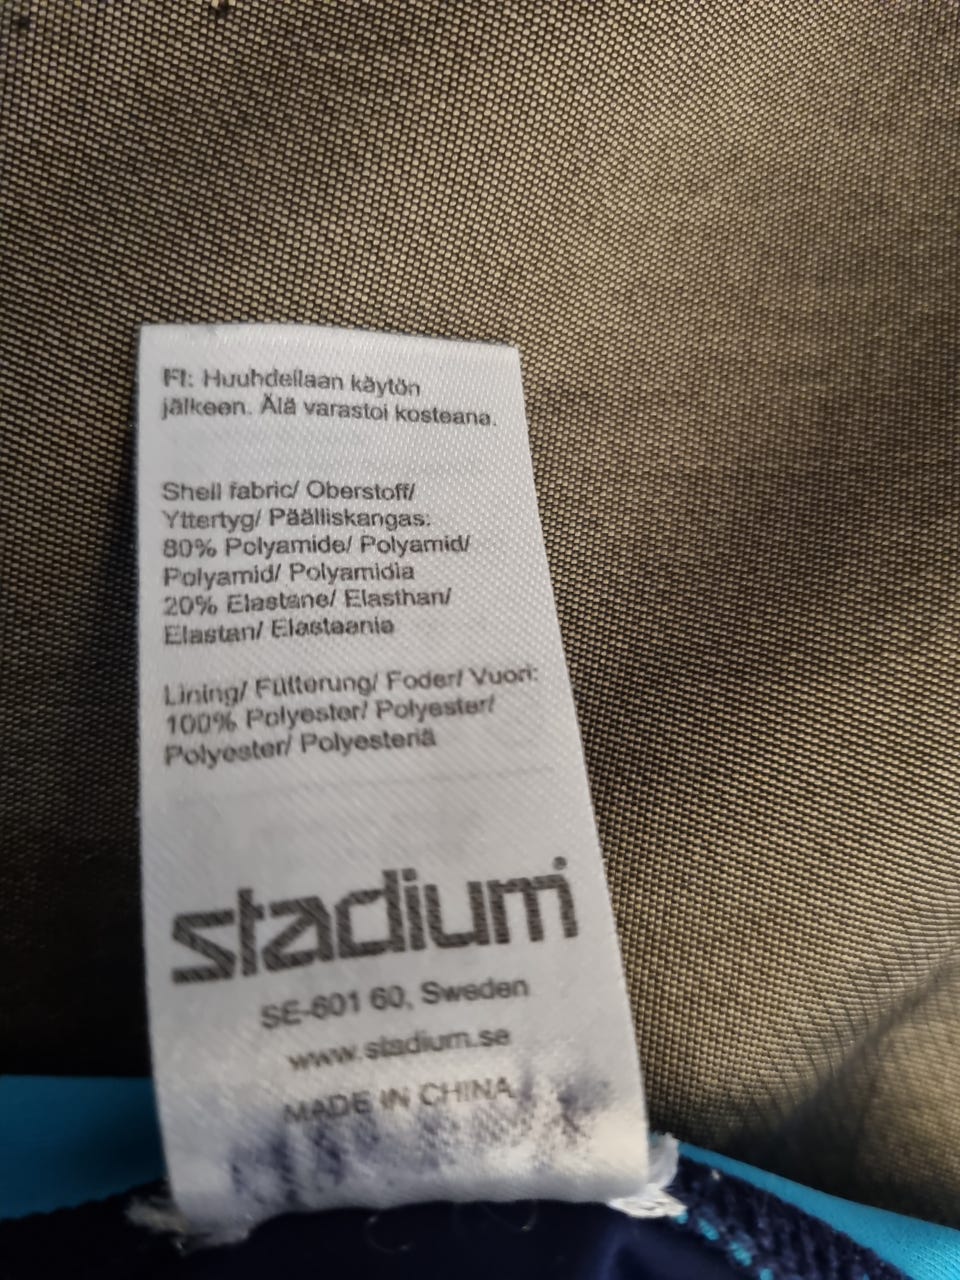 FI: Huuhdellaan käytön
jälkeen. Älä varastoi kosteana.
Shell fabric/ Oberstoff/
Yttertyg/ Päälliskangas:
80% Polyamide/ Polyamid/
Polyamid/ Polyamidia
20% Elastane/ Elasthan/
Elastan/ Elastaania
Lining/ Fütterung/ Foder/ Vuori:
100% Polyester/ Polyester/
Polyester/ Polyesteriä
stadium
SE-601 60, Sweden
www.stadium.se
MADE IN CHINA